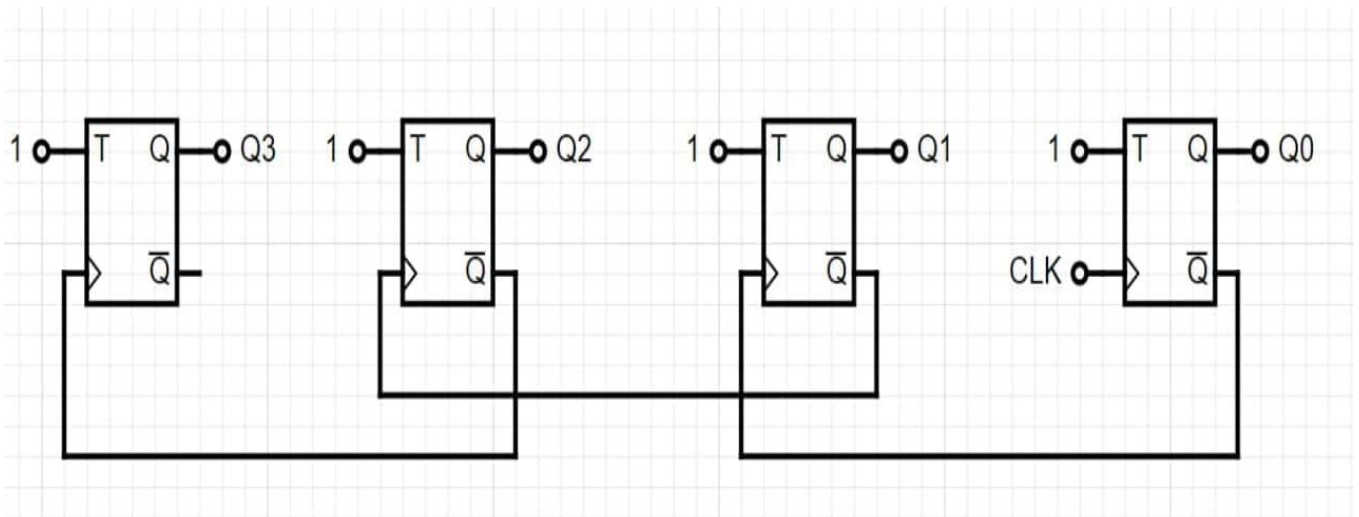 1 T Q Q3 1 T Q Q2 1 T Q Q1 1 T Q Q0
Q̅ Q̅ Q̅ CLK Q̅